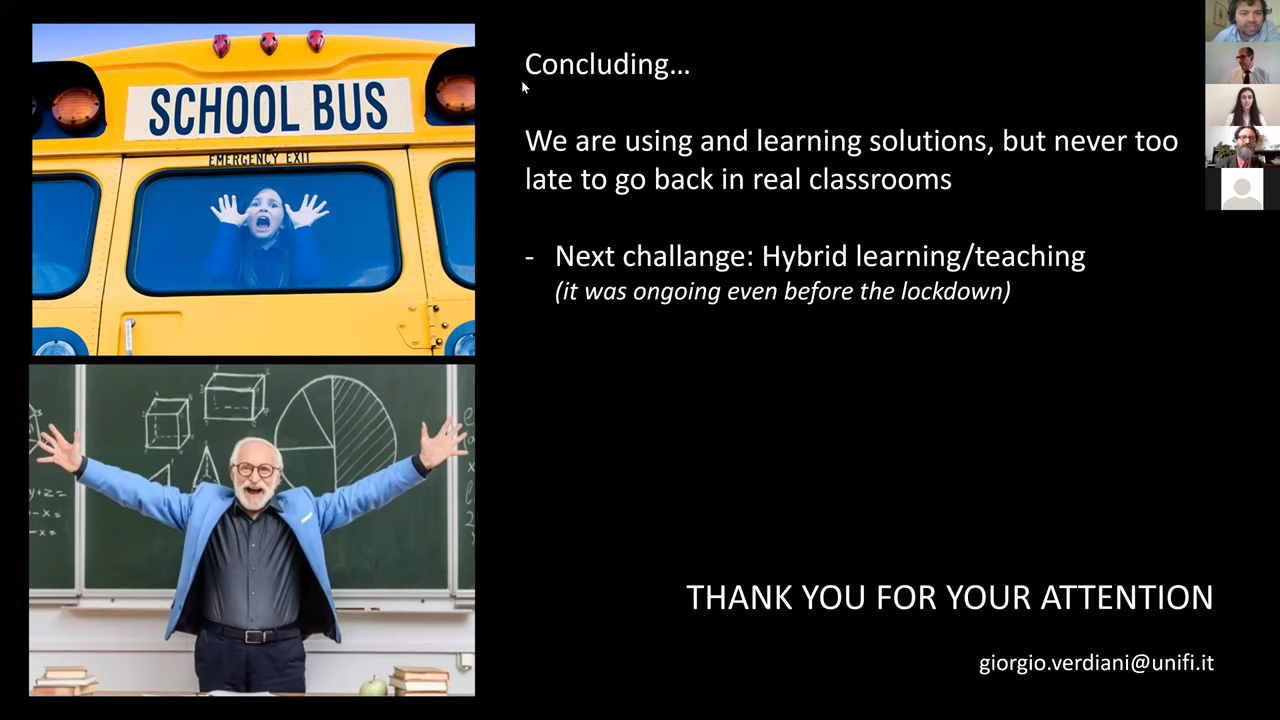 SCHOOL BUS
EMERGENCY EXIT
Concluding…
We are using and learning solutions, but never too
late to go back in real classrooms
- Next challange: Hybrid learning/teaching
(it was ongoing even before the lockdown)
y+z=
-x=
-x=
THANK YOU FOR YOUR ATTENTION
giorgio.verdiani@unifi.it